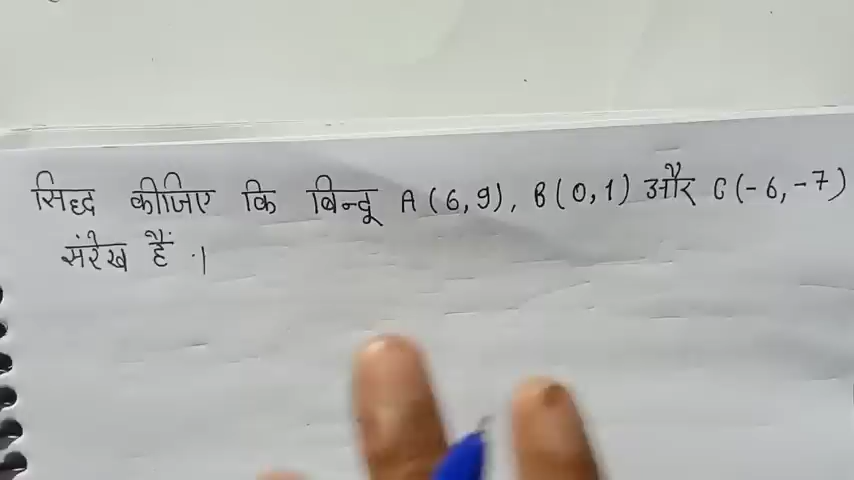 सिध्द कीजिए कि बिन्दू A (6, 9), B (0, 1) और C (-6, -7)
संरेख हैं ।